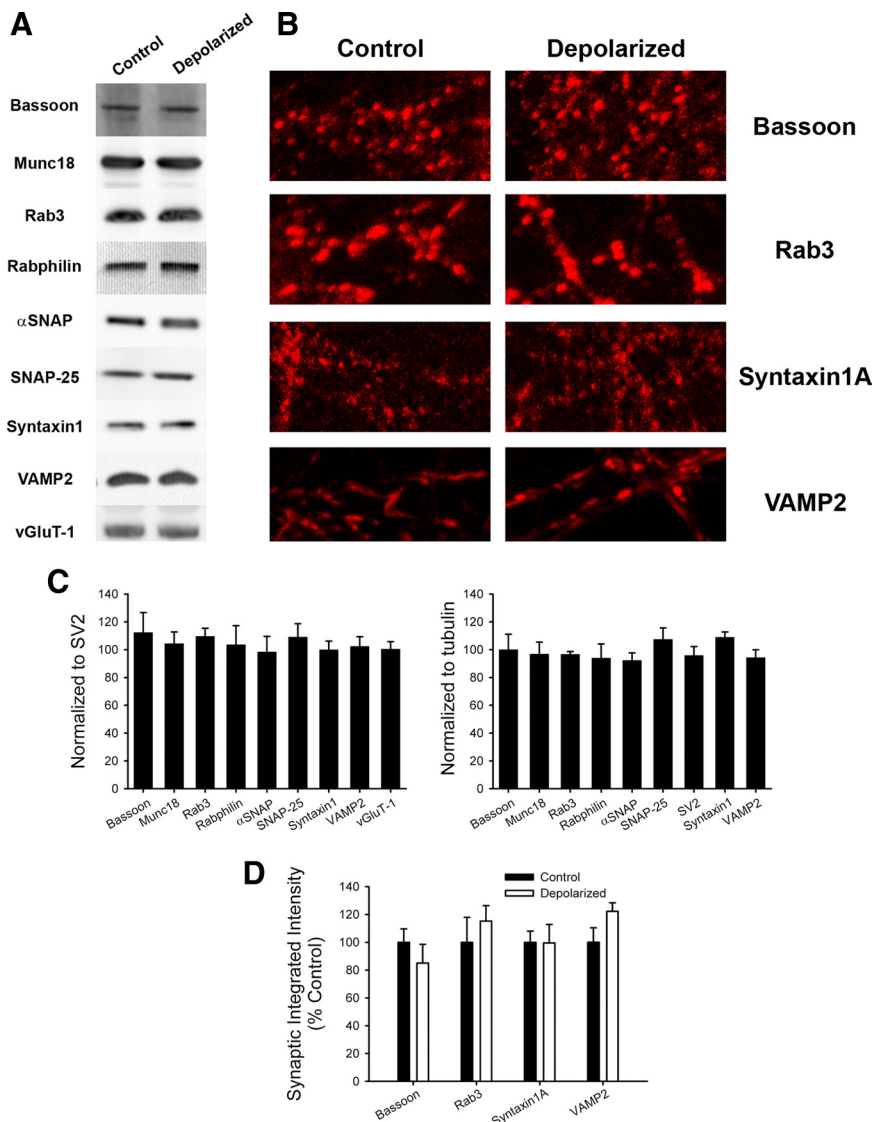 A
Control
Depolarized
Bassoon
Munc18
Rab3
Rabphilin
αSNAP
SNAP-25
Syntaxin1
VAMP2
vGluT-1
B
Control
Depolarized
Bassoon
Rab3
Syntaxin1A
VAMP2
C
Normalized to SV2
140
120
100
80
60
40
20
0
Bassoon
Munc18
Rab3
Rabphilin
αSNAP
SNAP-25
Syntaxin1
VAMP2
vGluT-1
Normalized to tubulin
140
120
100
80
60
40
20
0
Bassoon
Munc18
Rab3
Rabphilin
αSNAP
SNAP-25
SV2
Syntaxin1
VAMP2
D
Synaptic Integrated Intensity
(% Control)
140
120
100
80
60
40
20
0
Control
Depolarized
Bassoon
Rab3
Syntaxin1A
VAMP2